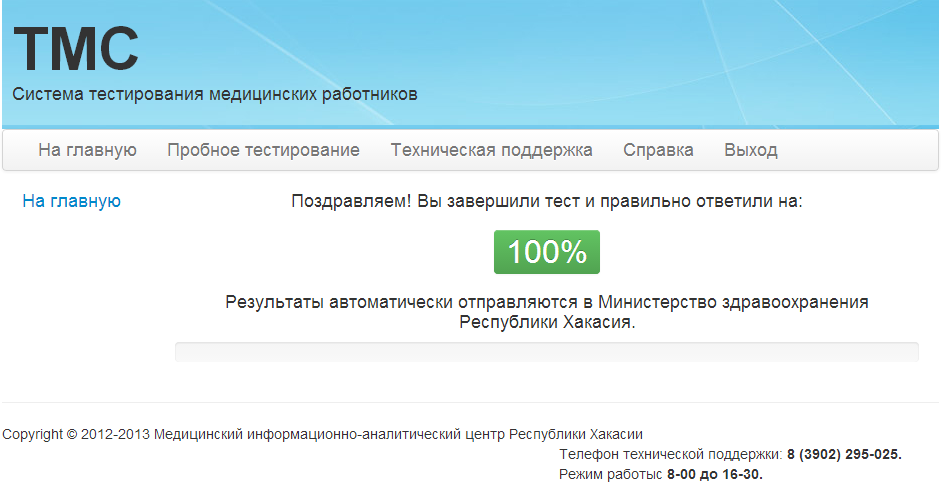 ТМС
Система тестирования медицинских работников
На главную Пробное тестирование Техническая поддержка Справка Выход
На главную
Поздравляем! Вы завершили тест и правильно ответили на:
100%
Результаты автоматически отправляются в Министерство здравоохранения
Республики Хакасия.
Copyright © 2012-2013 Медицинский информационно-аналитический центр Республики Хакасии
Телефон технической поддержки: 8 (3902) 295-025.
Режим работыс 8-00 до 16-30.